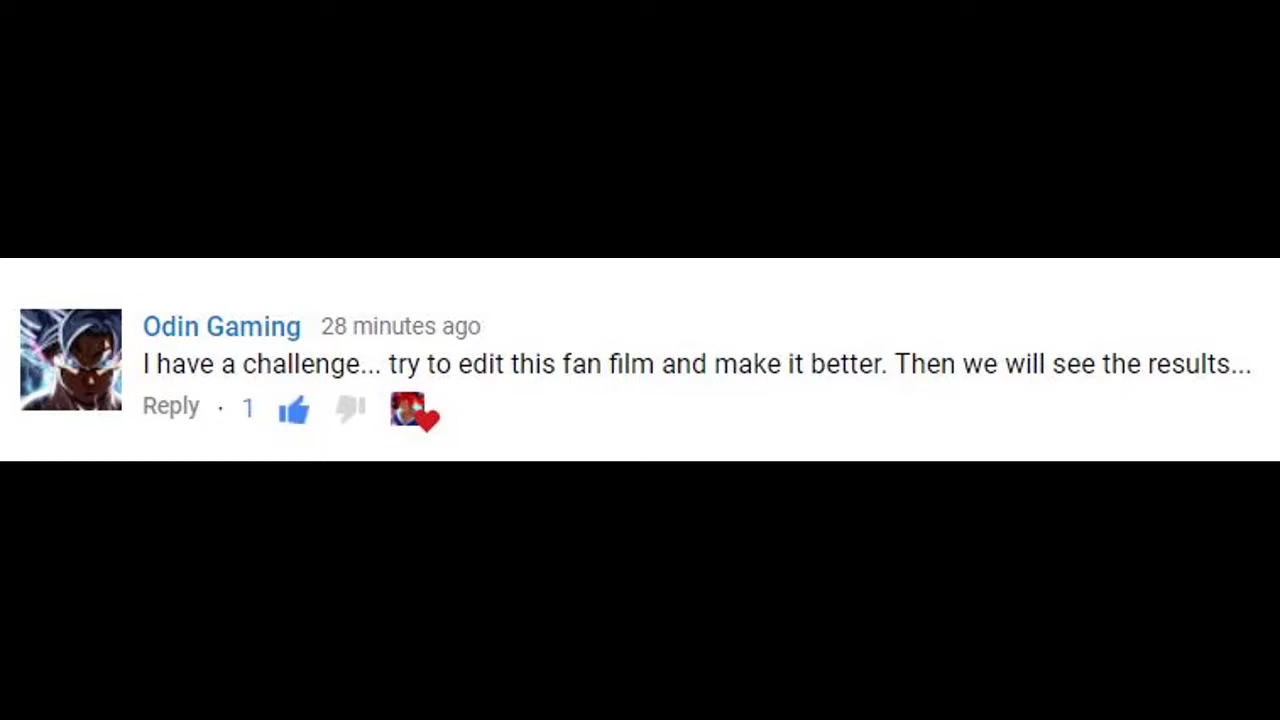 Odin Gaming 28 minutes ago
I have a challenge... try to edit this fan film and make it better. Then we will see the results...
Reply · 1